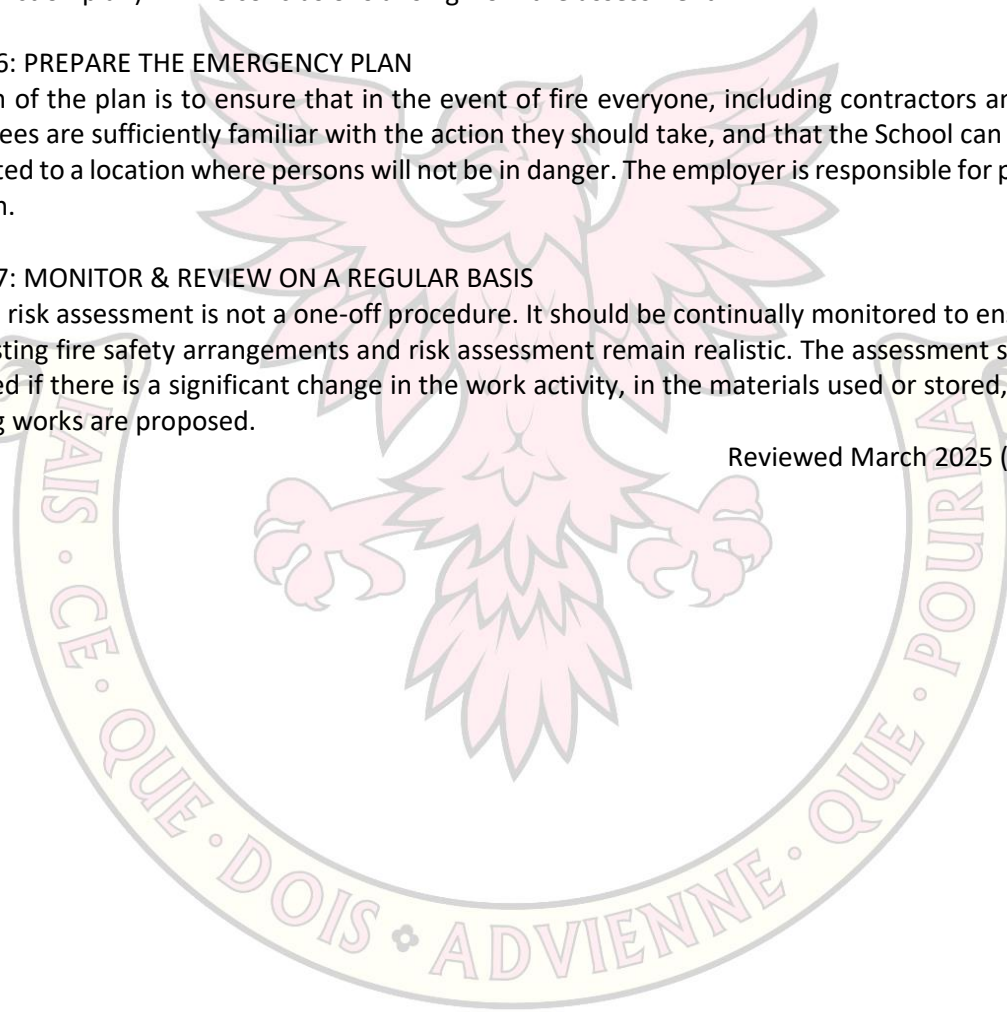 6: PREPARE THE EMERGENCY PLAN
n of the plan is to ensure that in the event of fire everyone, including contractors an
ees are sufficiently familiar with the action they should take, and that the School can
ted to a location where persons will not be in danger. The employer is responsible for p
n.
7: MONITOR & REVIEW ON A REGULAR BASIS
risk assessment is not a one-off procedure. It should be continually monitored to en
sting fire safety arrangements and risk assessment remain realistic. The assessment s
ed if there is a significant change in the work activity, in the materials used or stored,
g works are proposed.
Reviewed March 2025 (
FAIS · CE · QUE · DOIS · ADVIENNE · QUE · POURRA